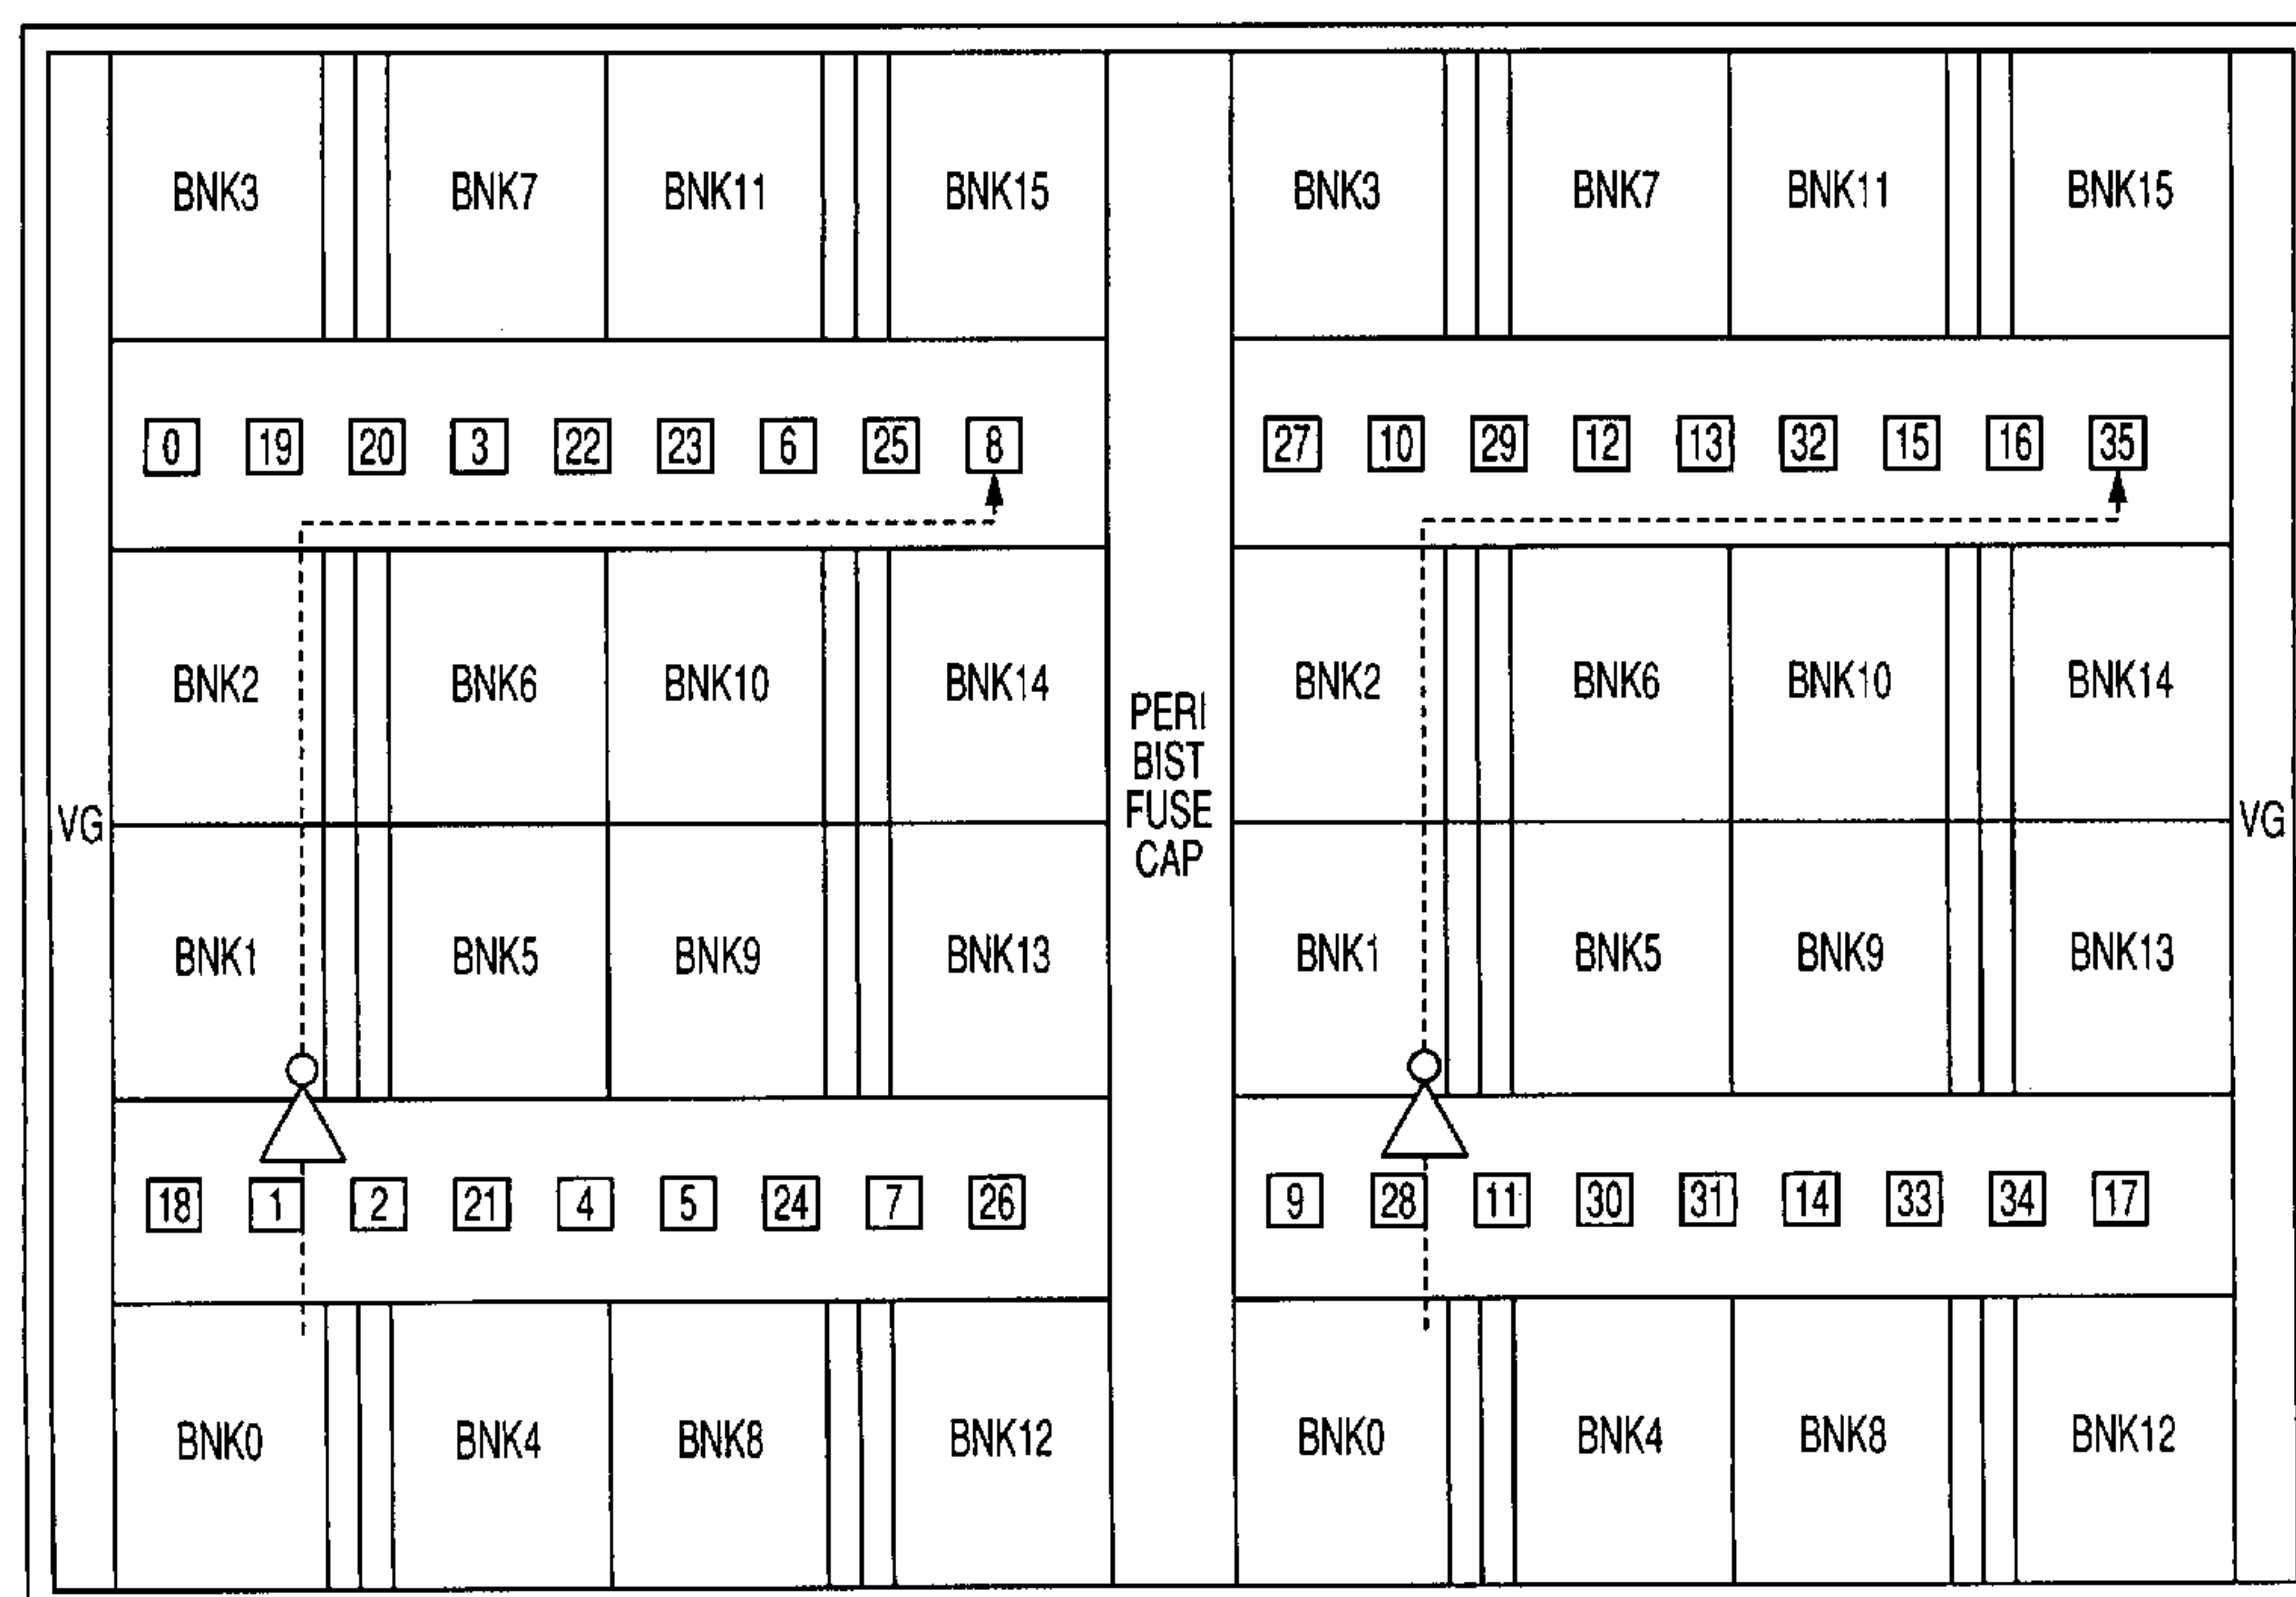 BNK3 BNK7 BNK11 BNK15 BNK3 BNK7 BNK11 BNK15
0 19 20 3 22 23 6 25 8 27 10 29 12 13 32 15 16 35
BNK2 BNK6 BNK10 BNK14 BNK2 BNK6 BNK10 BNK14
VG
PERI
BIST
FUSE
CAP
VG
BNK1 BNK5 BNK9 BNK13 BNK1 BNK5 BNK9 BNK13
18 1 2 21 4 5 24 7 26 9 28 11 30 31 14 33 34 17
BNK0 BNK4 BNK8 BNK12 BNK0 BNK4 BNK8 BNK12